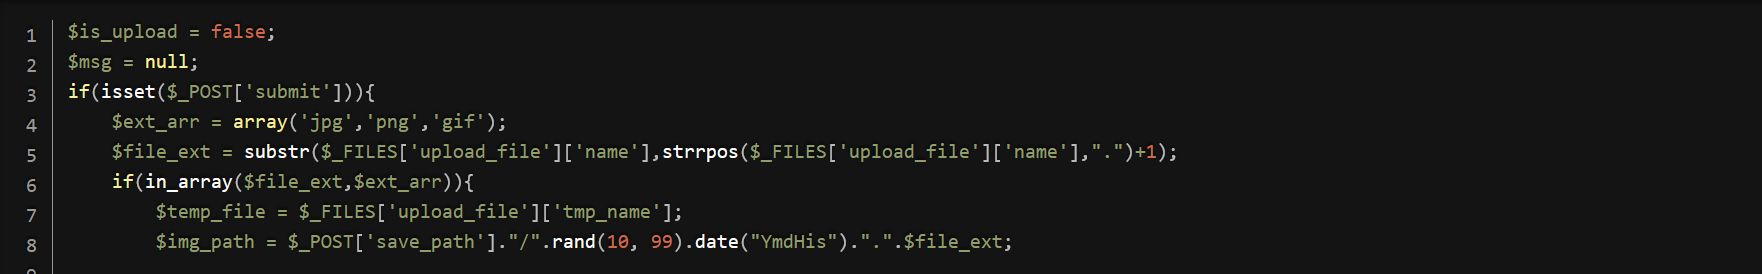 1 $is_upload = false;
2 $msg = null;
3 if(isset($_POST['submit'])){
4     $ext_arr = array('jpg','png','gif');
5     $file_ext = substr($_FILES['upload_file']['name'],strrpos($_FILES['upload_file']['name'],".")+1);
6     if(in_array($file_ext,$ext_arr)){
7         $temp_file = $_FILES['upload_file']['tmp_name'];
8         $img_path = $_POST['save_path']."/".rand(10, 99).date("YmdHis").".".$file_ext;